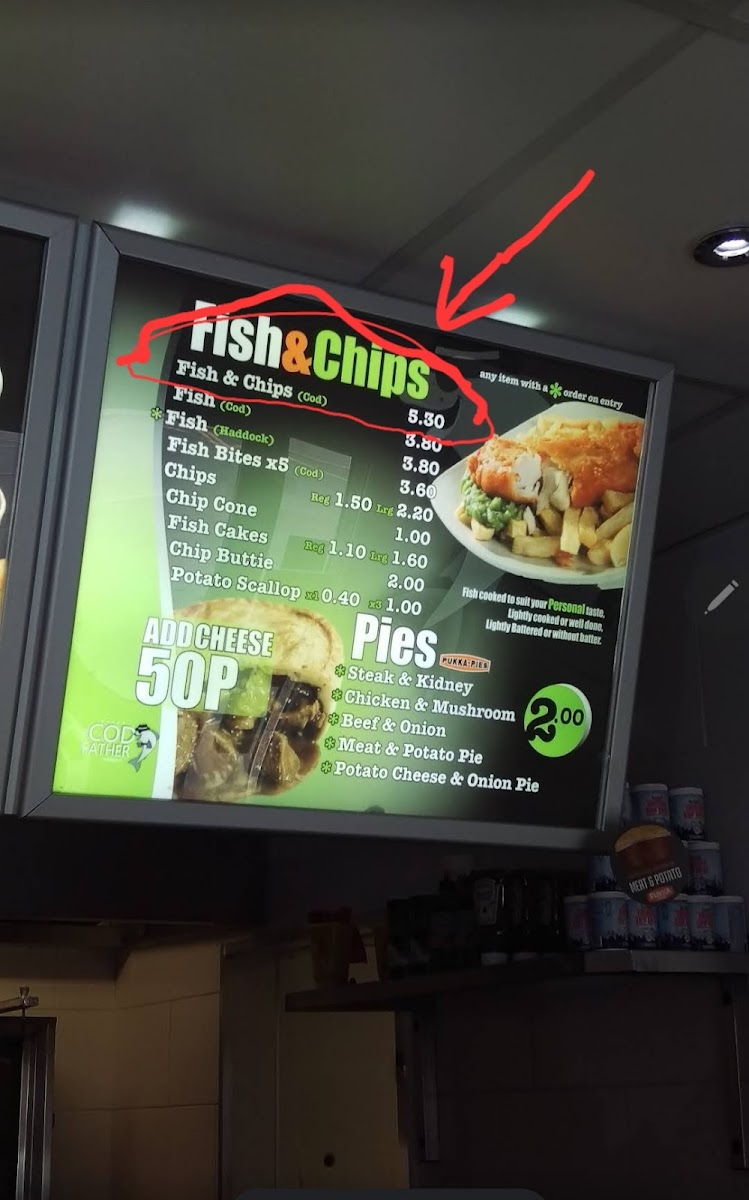 Fish&Chips
any item with a * order on entry
Fish & Chips (Cod) 5.30
Fish (Cod) 3.80
* Fish (Haddock) 3.80
Fish Bites x5 (Cod) 3.60
Chips Reg 1.50 Lrg 2.20
Chip Cone 1.00
Fish Cakes Reg 1.10 Lrg 1.60
Chip Buttie 2.00
Potato Scallop x1 0.40 x3 1.00
Fish cooked to suit your Personal taste,
Lightly cooked or well done,
Lightly Battered or without batter.
ADD CHEESE
50P
COD
FATHER
Pies
PUKKA-PIES
* Steak & Kidney
* Chicken & Mushroom
* Beef & Onion
* Meat & Potato Pie
* Potato Cheese & Onion Pie
2.00
MEAT & POTATO